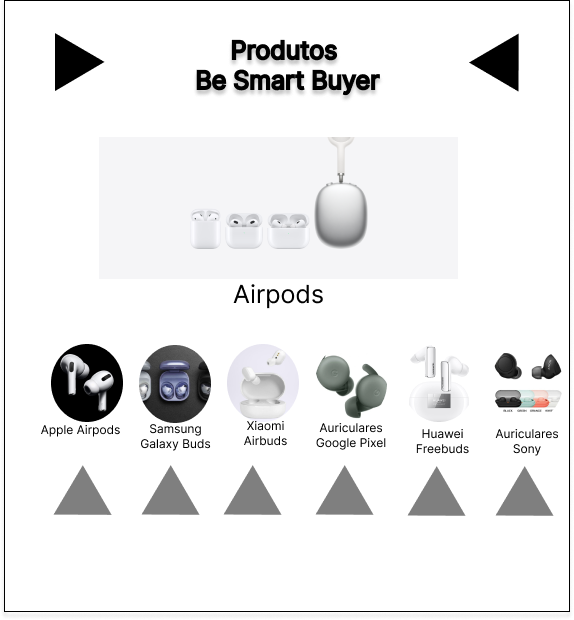 Produtos
Be Smart Buyer
Airpods
Apple Airpods
Samsung
Galaxy Buds
Xiaomi
Airbuds
Auriculares
Google Pixel
Huawei
Freebuds
Auriculares
Sony